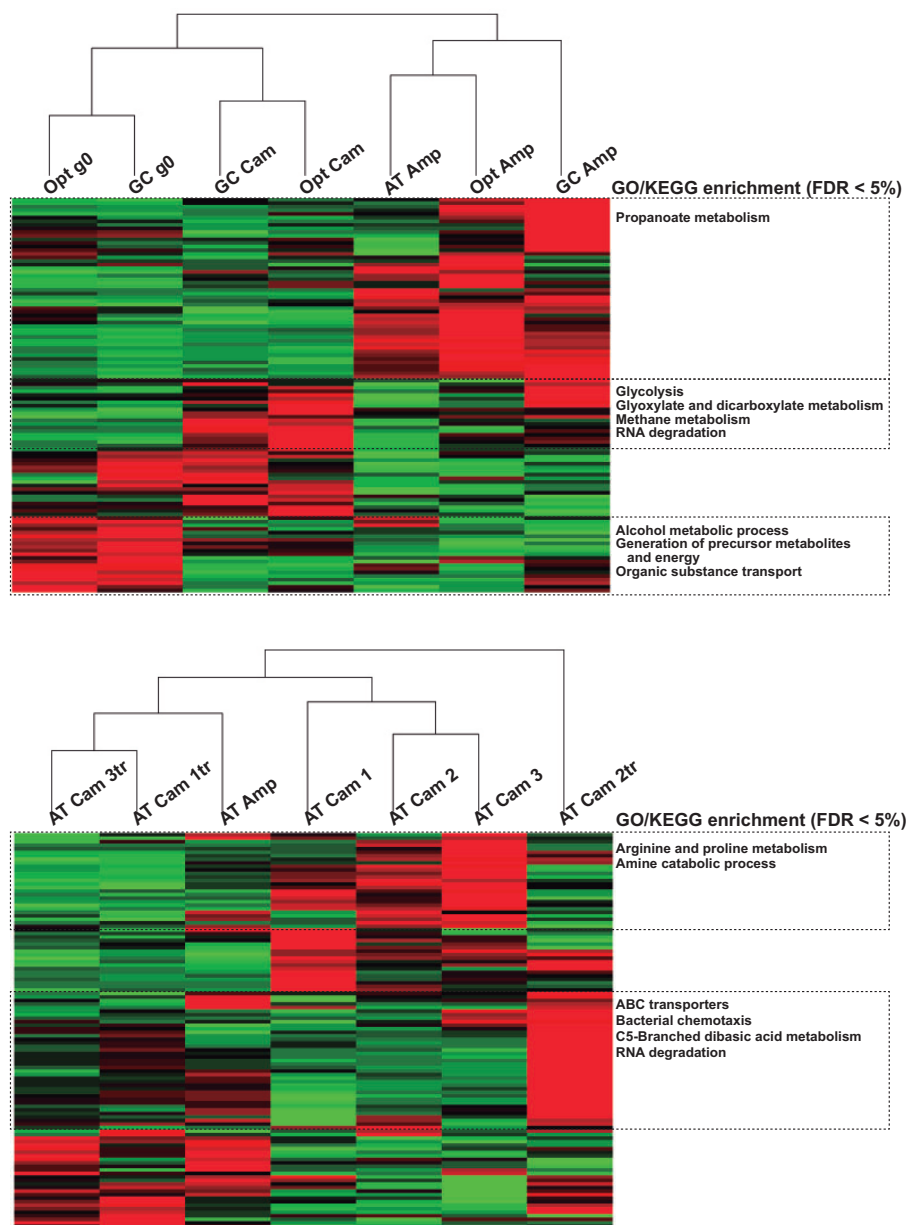 Opt g0
GC g0
GC Cam
Opt Cam
AT Amp
Opt Amp
GC Amp
GO/KEGG enrichment (FDR < 5%)
Propanoate metabolism
Glycolysis
Glyoxylate and dicarboxylate metabolism
Methane metabolism
RNA degradation
Alcohol metabolic process
Generation of precursor metabolites
and energy
Organic substance transport
AT Cam 3tr
AT Cam 1tr
AT Amp
AT Cam 1
AT Cam 2
AT Cam 3
AT Cam 2tr
GO/KEGG enrichment (FDR < 5%)
Arginine and proline metabolism
Amine catabolic process
ABC transporters
Bacterial chemotaxis
C5-Branched dibasic acid metabolism
RNA degradation